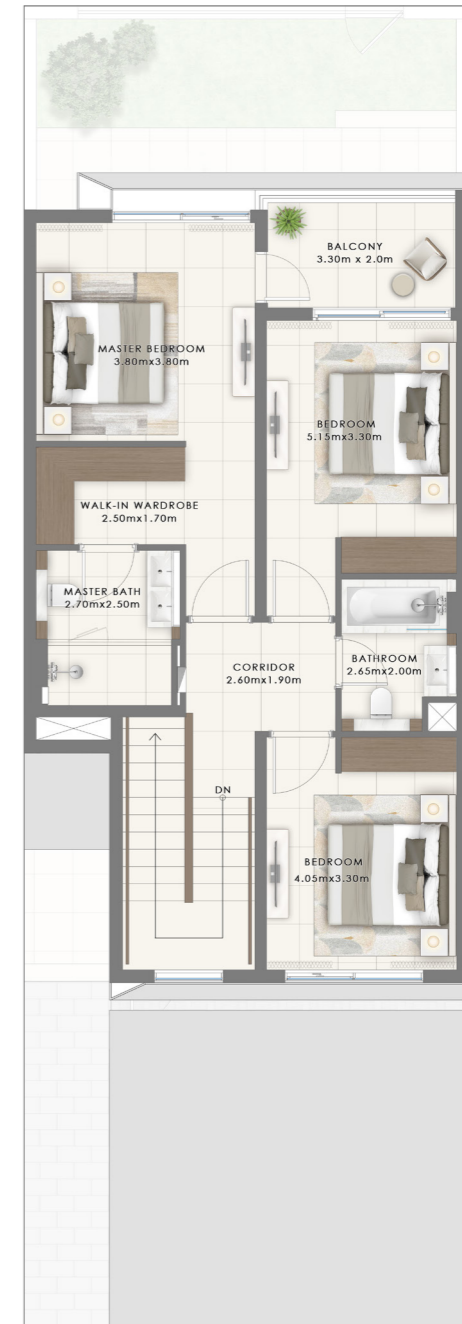 BALCONY
3.30m x 2.0m
MASTER BEDROOM
3.80mx3.80m
BEDROOM
5.15mx3.30m
WALK-IN WARDROBE
2.50mx1.70m
MASTER BATH
2.70mx2.50m
CORRIDOR
2.60mx1.90m
BATHROOM
2.65mx2.00m
DN
BEDROOM
4.05mx3.30m